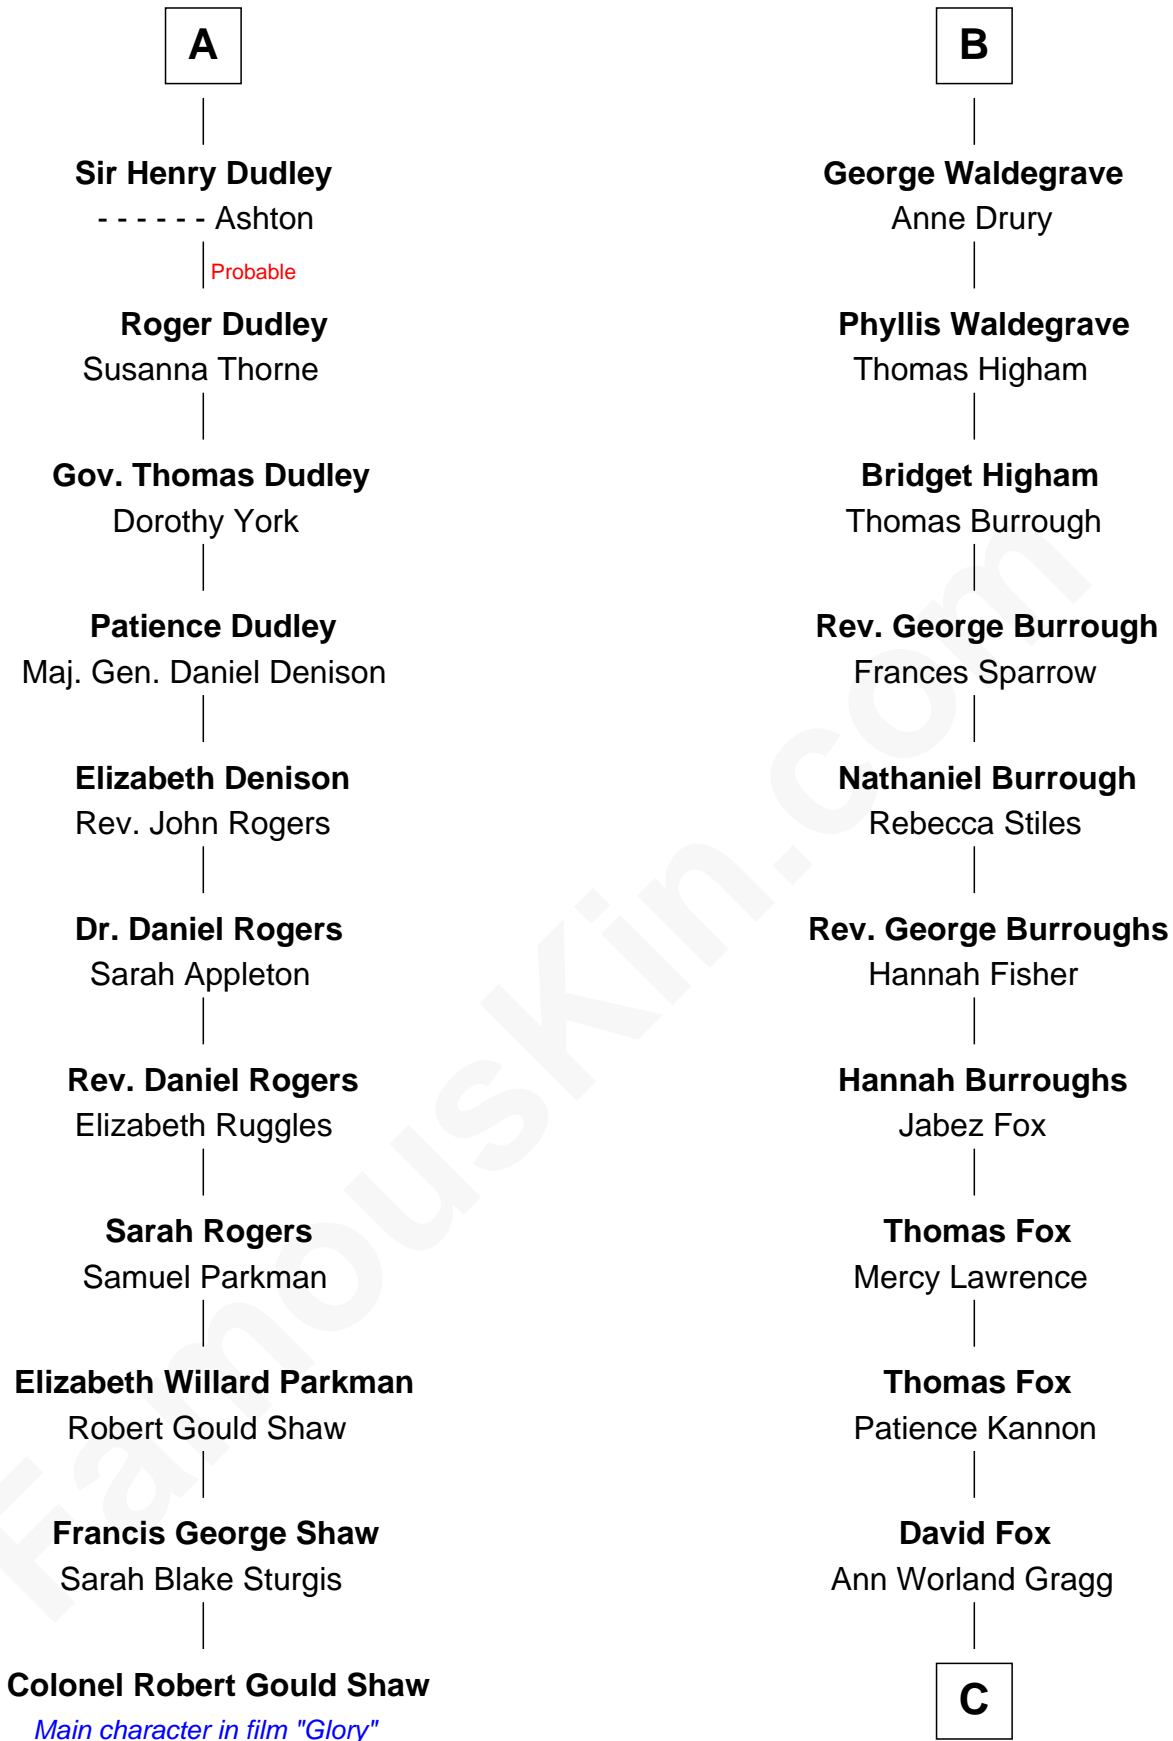 A
Sir Henry Dudley
- - - - - - Ashton
Probable
Roger Dudley
Susanna Thorne
Gov. Thomas Dudley
Dorothy York
Patience Dudley
Maj. Gen. Daniel Denison
Elizabeth Denison
Rev. John Rogers
Dr. Daniel Rogers
Sarah Appleton
Rev. Daniel Rogers
Elizabeth Ruggles
Sarah Rogers
Samuel Parkman
Elizabeth Willard Parkman
Robert Gould Shaw
Francis George Shaw
Sarah Blake Sturgis
Colonel Robert Gould Shaw
Main character in film "Glory"
B
George Waldegrave
Anne Drury
Phyllis Waldegrave
Thomas Higham
Bridget Higham
Thomas Burrough
Rev. George Burrough
Frances Sparrow
Nathaniel Burrough
Rebecca Stiles
Rev. George Burroughs
Hannah Fisher
Hannah Burroughs
Jabez Fox
Thomas Fox
Mercy Lawrence
Thomas Fox
Patience Kannon
David Fox
Ann Worland Gragg
C
FamousKin.com